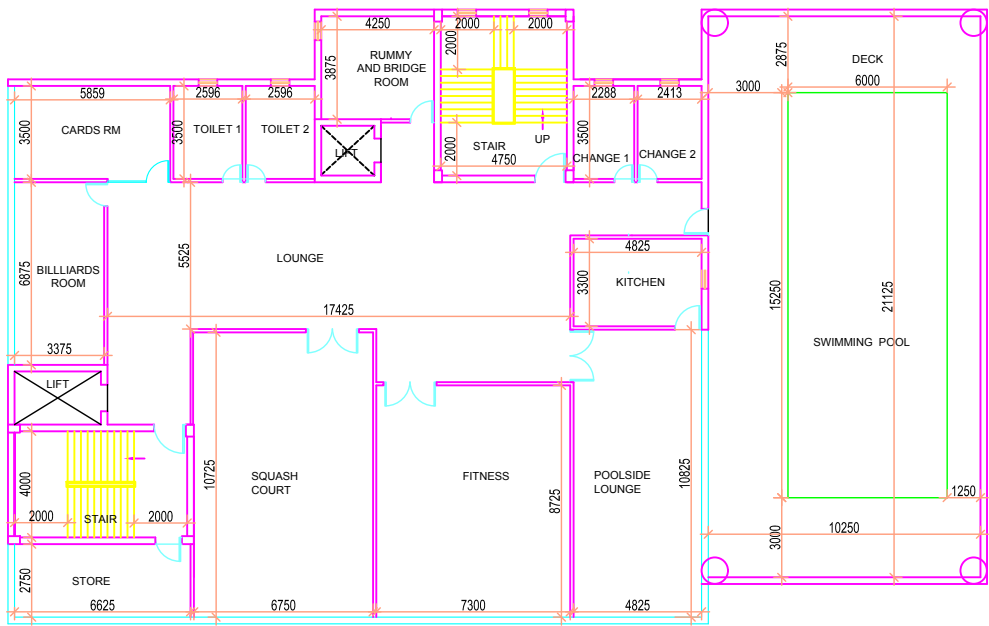 4250
2000
2000
2000
3875
RUMMY
AND BRIDGE
ROOM
2875
DECK
6000
3000
5859
2596
2596
2288
2413
3500
CARDS RM
3500
TOILET 1
TOILET 2
LIFT
STAIR
UP
2000
4750
3500
CHANGE 1
CHANGE 2
6875
BILLLIARDS
ROOM
5525
LOUNGE
4825
3300
KITCHEN
15250
21125
17425
SWIMMING POOL
3375
LIFT
10725
SQUASH
COURT
FITNESS
8725
POOLSIDE
LOUNGE
10825
1250
4000
2000
STAIR
2000
10250
3000
2750
STORE
6625
6750
7300
4825